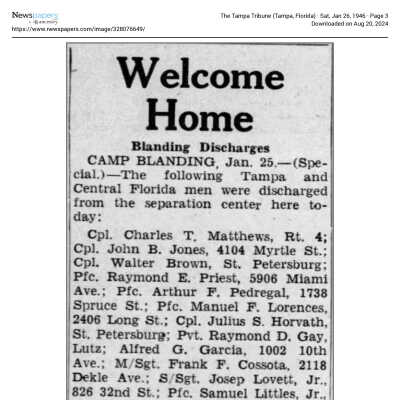 Newspapers
by ancestry
https://www.newspapers.com/image/328076649/
The Tampa Tribune (Tampa, Florida) · Sat, Jan 26, 1946 · Page 3
Downloaded on Aug 20, 2024
Welcome
Home
Blanding Discharges
CAMP BLANDING, Jan. 25.—(Spe-
cial.)—The following Tampa and
Central Florida men were discharged
from the separation center here to-
day:
Cpl. Charles T. Matthews, Rt. 4;
Cpl. John B. Jones, 4104 Myrtle St.;
Cpl. Walter Brown, St. Petersburg;
Pfc. Raymond E. Priest, 5906 Miami
Ave.; Pfc. Arthur F. Pedregal, 1738
Spruce St.; Pfc. Manuel F. Lorences,
2406 Long St.; Cpl. Julius S. Horvath,
St. Petersburg; Pvt. Raymond D. Gay,
Lutz; Alfred G. Garcia, 1002 10th
Ave.; M/Sgt. Frank F. Cossota, 2118
Dekle Ave.; S/Sgt. Josep Lovett, Jr.,
826 32nd St.; Pfc. Samuel Littles, Jr.,